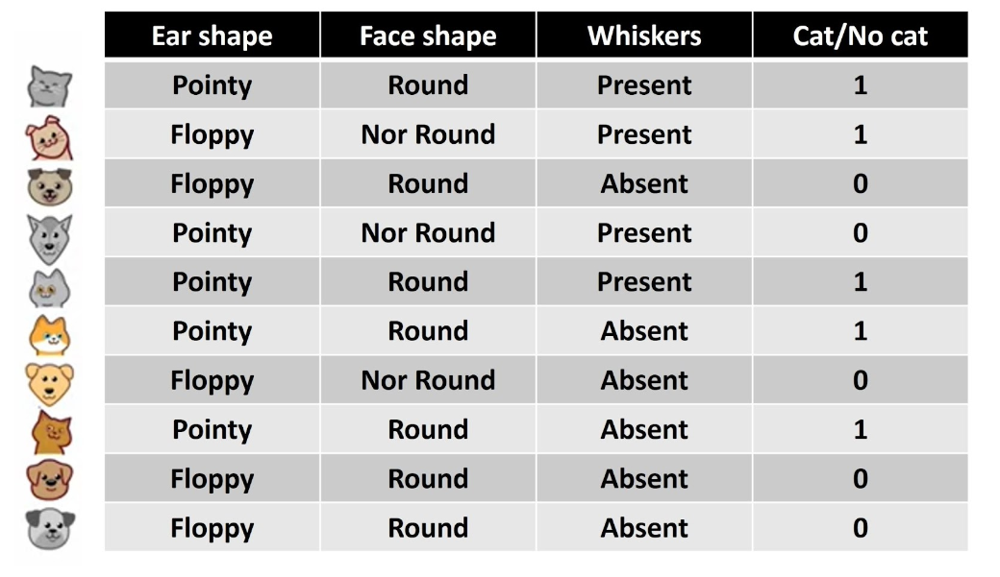 Ear shape Face shape Whiskers Cat/No cat
Pointy Round Present 1
Floppy Nor Round Present 1
Floppy Round Absent 0
Pointy Nor Round Present 0
Pointy Round Present 1
Pointy Round Absent 1
Floppy Nor Round Absent 0
Pointy Round Absent 1
Floppy Round Absent 0
Floppy Round Absent 0